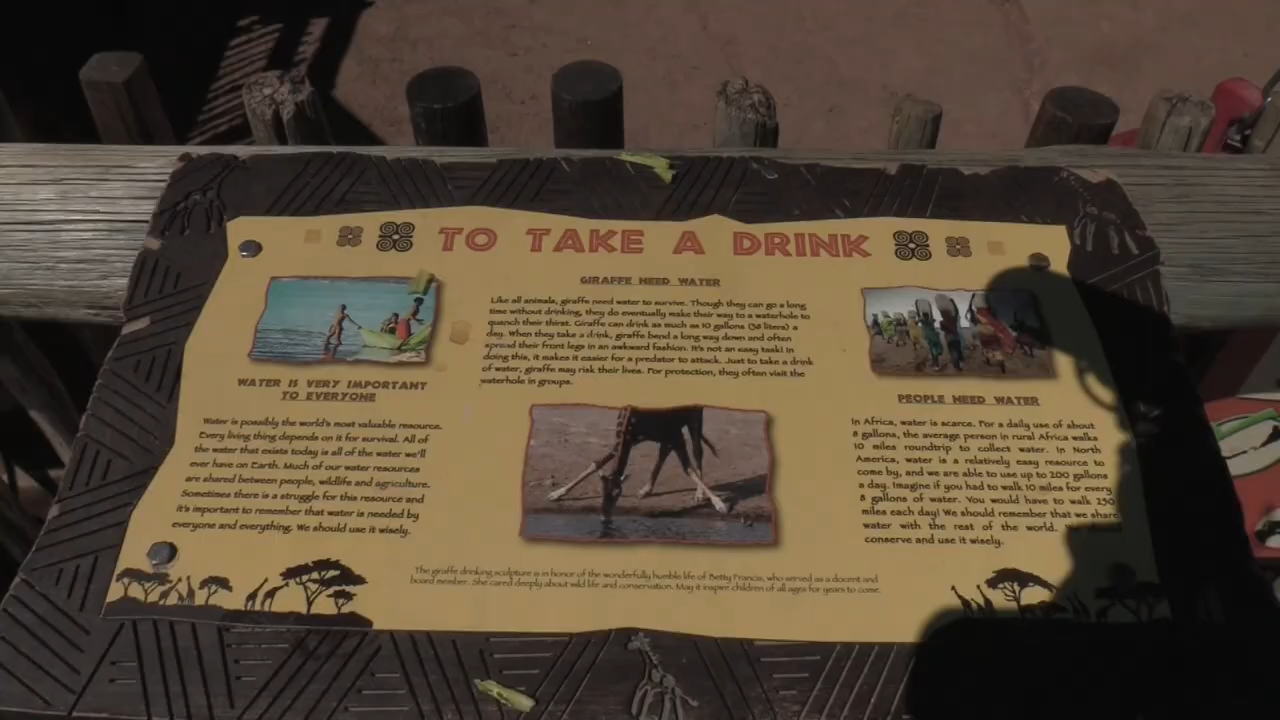 TO TAKE A DRINK
WATER IS VERY IMPORTANT
TO EVERYONE
Water is possibly the world's most valuable resource.
Every living thing depends on it for survival. All of
the water that exists today is all of the water we'll
ever have on Earth. Much of our water resources
are shared between people, wildlife and agriculture.
Sometimes there is a struggle for this resource and
it's important to remember that water is needed by
everyone and everything. We should use it wisely.
GIRAFFE NEED WATER
Like all animals, giraffe need water to survive. Though they can go a long
time without drinking, they do eventually make their way to a waterhole to
quench their thirst. Giraffe can drink as much as 10 gallons (38 liters) a
day. When they take a drink, giraffe bend a long way down and often
spread their front legs in an awkward fashion. It's not an easy task! In
doing this, it makes it easier for a predator to attack. Just to take a drink
of water, giraffe may risk their lives. For protection, they often visit the
waterhole in groups.
PEOPLE NEED WATER
In Africa, water is scarce. For a daily use of about
8 gallons, the average person in rural Africa walks
10 miles roundtrip to collect water. In North
America, water is a relatively easy resource to
come by, and we are able to use up to 200 gallons
a day. Imagine if you had to walk 10 miles for every
8 gallons of water. You would have to walk 250
miles each day! We should remember that we share
water with the rest of the world.
conserve and use it wisely.
The giraffe drinking sculpture is in honor of the wonderfully humble life of Betty Francis, who served as a docent and
board member. She cared deeply about wild life and conservation. May it inspire children of all ages for years to come.